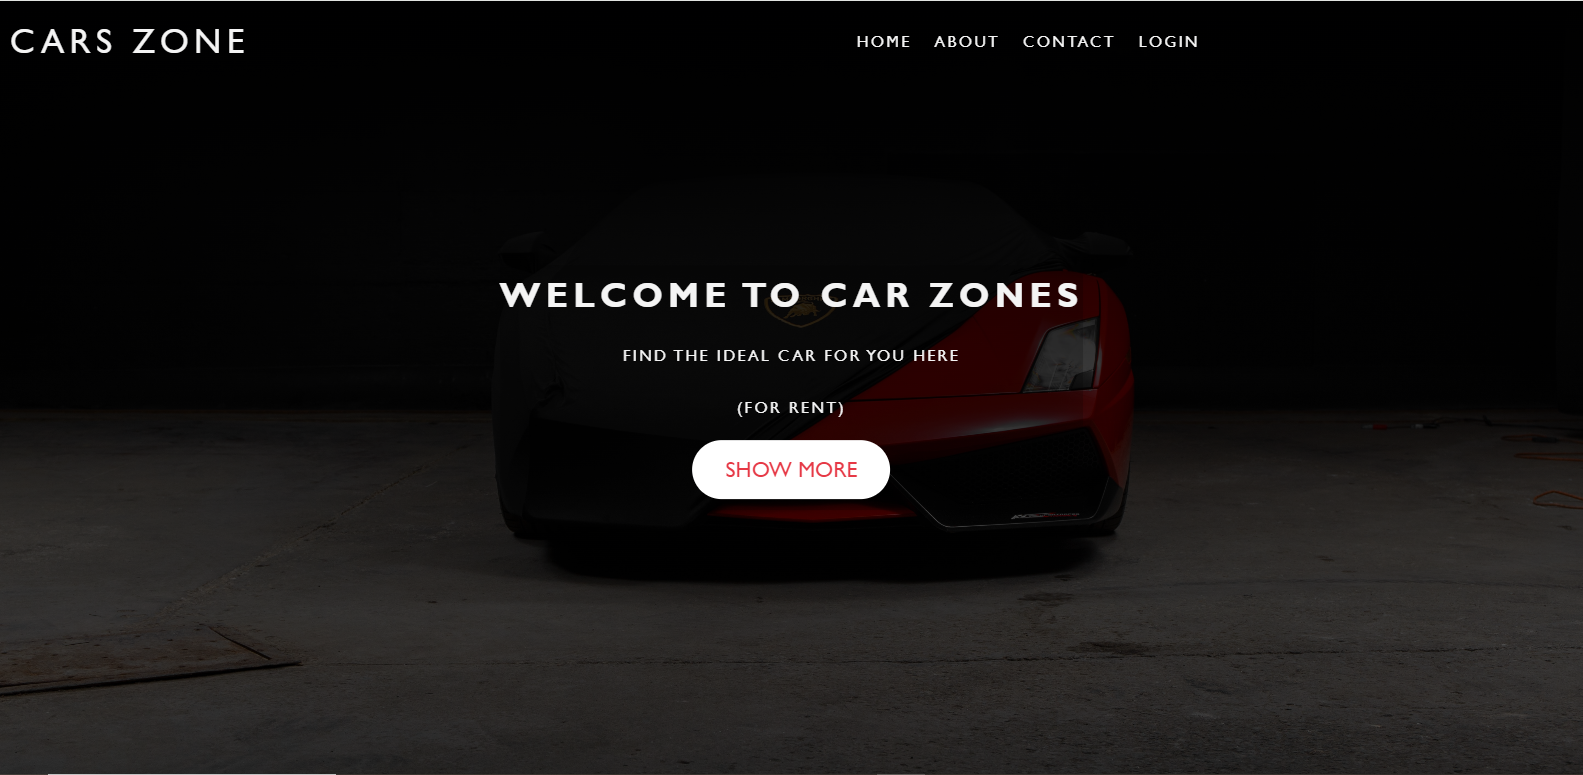 CARS ZONE
HOME ABOUT CONTACT LOGIN
WELCOME TO CAR ZONES
FIND THE IDEAL CAR FOR YOU HERE
(FOR RENT)
SHOW MORE